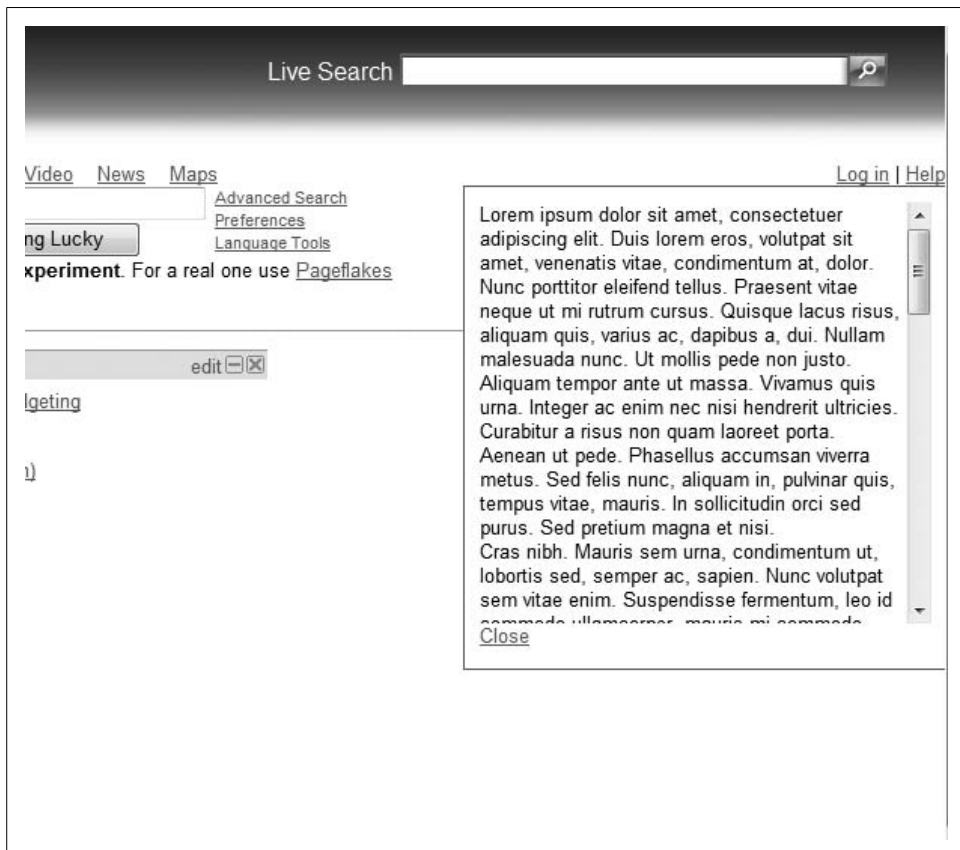 Live Search
Video News Maps
Log in | Help
Advanced Search
Preferences
ng Lucky
Language Tools
xperiment. For a real one use Pageflakes
edit
dgeting
Lorem ipsum dolor sit amet, consectetuer
adipiscing elit. Duis lorem eros, volutpat sit
amet, venenatis vitae, condimentum at, dolor.
Nunc porttitor eleifend tellus. Praesent vitae
neque ut mi rutrum cursus. Quisque lacus risus,
aliquam quis, varius ac, dapibus a, dui. Nullam
malesuada nunc. Ut mollis pede non justo.
Aliquam tempor ante ut massa. Vivamus quis
urna. Integer ac enim nec nisi hendrerit ultricies.
Curabitur a risus non quam laoreet porta.
Aenean ut pede. Phasellus accumsan viverra
metus. Sed felis nunc, aliquam in, pulvinar quis,
tempus vitae, mauris. In sollicitudin orci sed
purus. Sed pretium magna et nisi.
Cras nibh. Mauris sem urna, condimentum ut,
lobortis sed, semper ac, sapien. Nunc volutpat
sem vitae enim. Suspendisse fermentum, leo id
Close